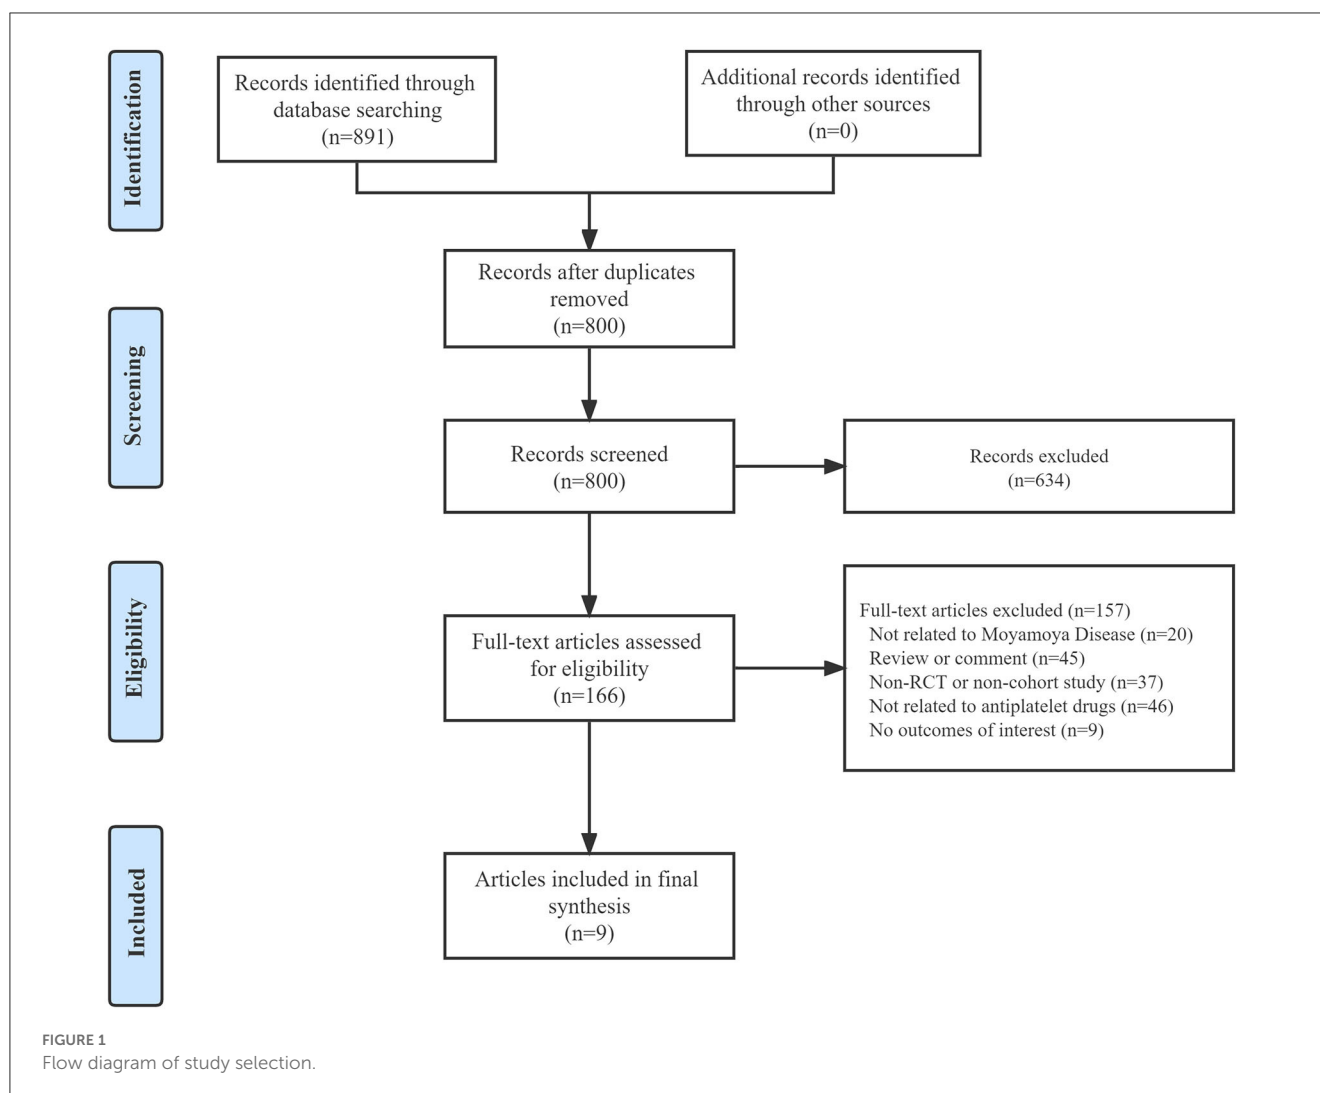 Identification
Records identified through
database searching
(n=891)
Additional records identified
through other sources
(n=0)
Records after duplicates
removed
(n=800)
Screening
Records screened
(n=800)
Records excluded
(n=634)
Eligibility
Full-text articles assessed
for eligibility
(n=166)
Full-text articles excluded (n=157)
Not related to Moyamoya Disease (n=20)
Review or comment (n=45)
Non-RCT or non-cohort study (n=37)
Not related to antiplatelet drugs (n=46)
No outcomes of interest (n=9)
Included
Articles included in final
synthesis
(n=9)
FIGURE 1
Flow diagram of study selection.